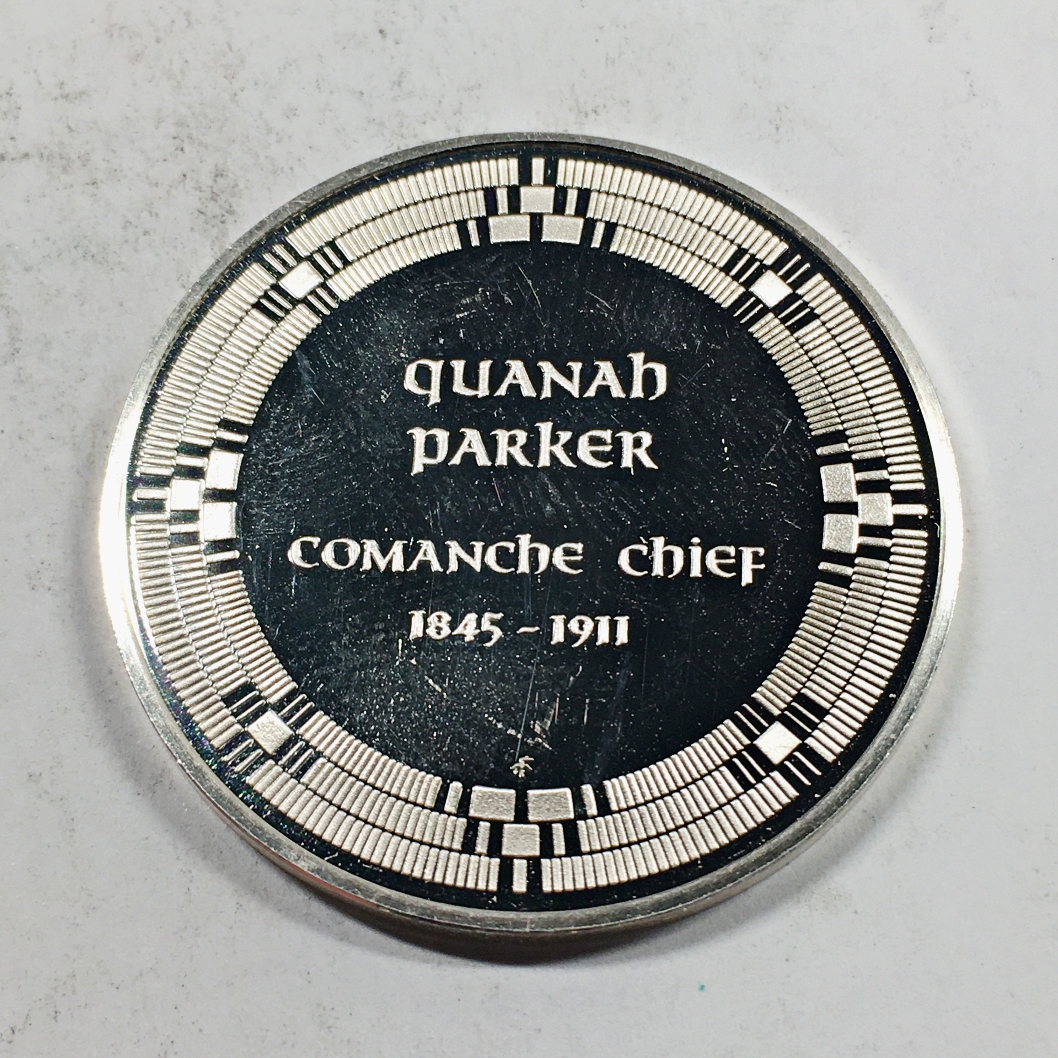 QUANAH
PARKER
COMANCHE CHIEF
1845 - 1911